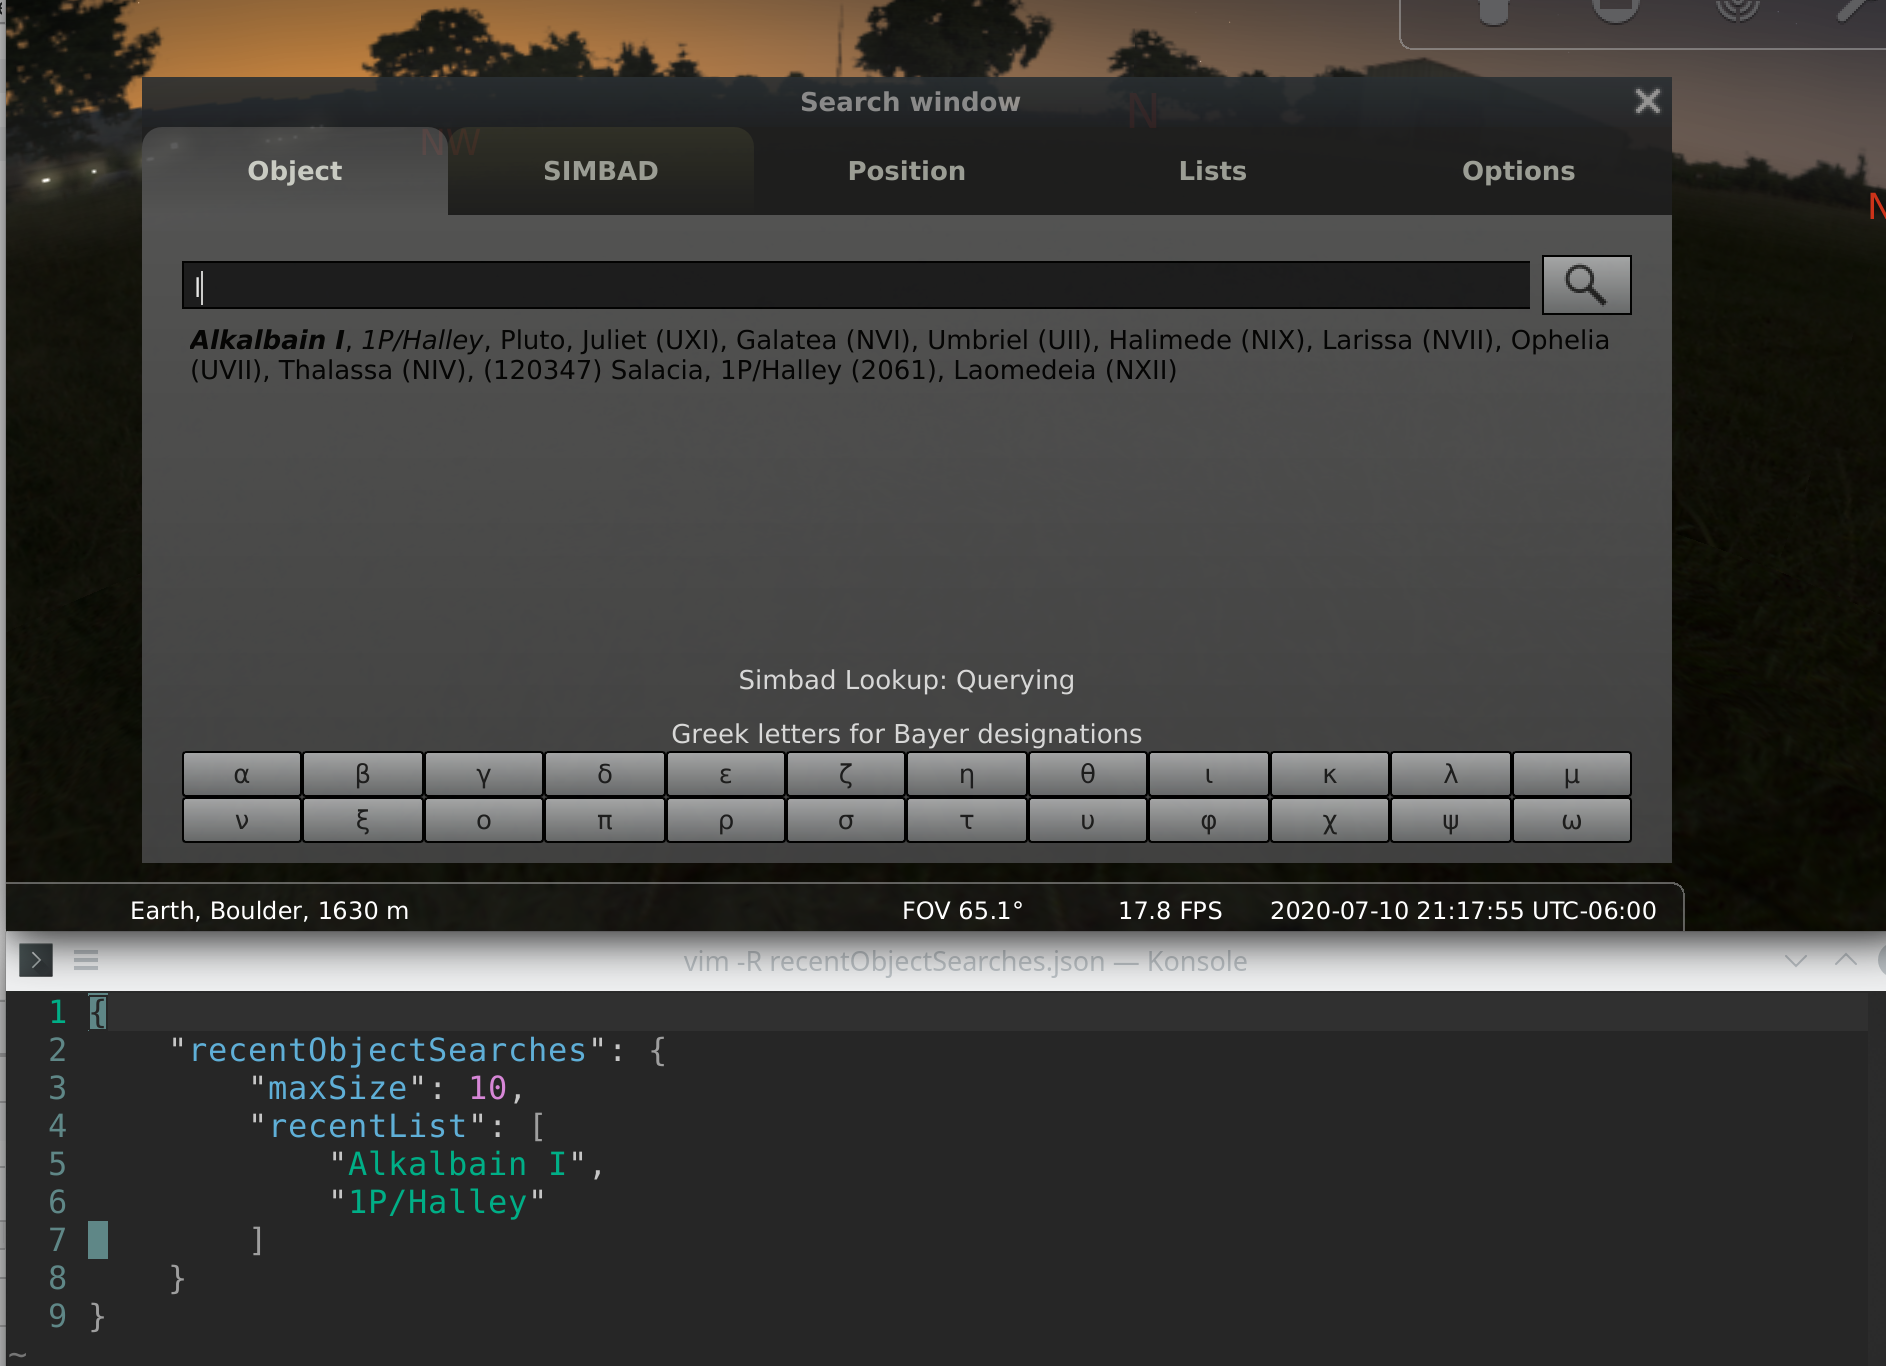 Search window
N
NW
Object SIMBAD Position Lists Options
N
l
Alkalbain I, 1P/Halley, Pluto, Juliet (UXI), Galatea (NVI), Umbriel (UII), Halimede (NIX), Larissa (NVII), Ophelia
(UVII), Thalassa (NIV), (120347) Salacia, 1P/Halley (2061), Laomedeia (NXII)
Simbad Lookup: Querying
Greek letters for Bayer designations
α β γ δ ε ζ η θ ι κ λ μ
ν ξ ο π ρ σ τ υ φ χ ψ ω
Earth, Boulder, 1630 m FOV 65.1° 17.8 FPS 2020-07-10 21:17:55 UTC-06:00
vim -R recentObjectSearches.json — Konsole
1 {
2 "recentObjectSearches": {
3 "maxSize": 10,
4 "recentList": [
5 "Alkalbain I",
6 "1P/Halley"
7 ]
8 }
9 }
~